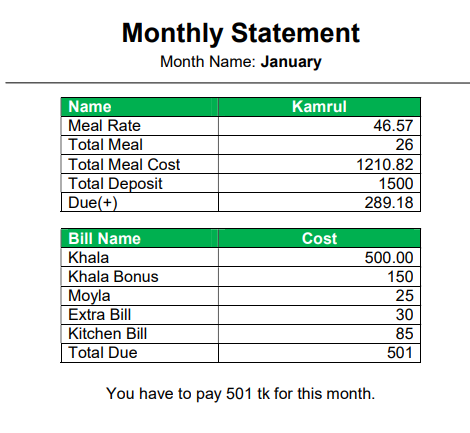 Monthly Statement
Month Name: January
Name Kamrul
Meal Rate 46.57
Total Meal 26
Total Meal Cost 1210.82
Total Deposit 1500
Due(+) 289.18
Bill Name Cost
Khala 500.00
Khala Bonus 150
Moyla 25
Extra Bill 30
Kitchen Bill 85
Total Due 501
You have to pay 501 tk for this month.